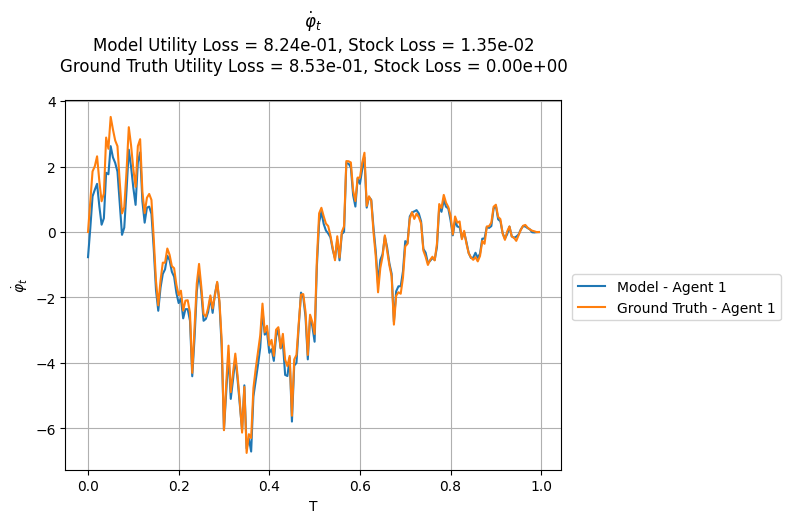 φ̇ₜ
Model Utility Loss = 8.24e-01, Stock Loss = 1.35e-02
Ground Truth Utility Loss = 8.53e-01, Stock Loss = 0.00e+00
4
2
0
−2
−4
−6
φ̇ₜ
0.0 0.2 0.4 0.6 0.8 1.0
T
Model - Agent 1
Ground Truth - Agent 1